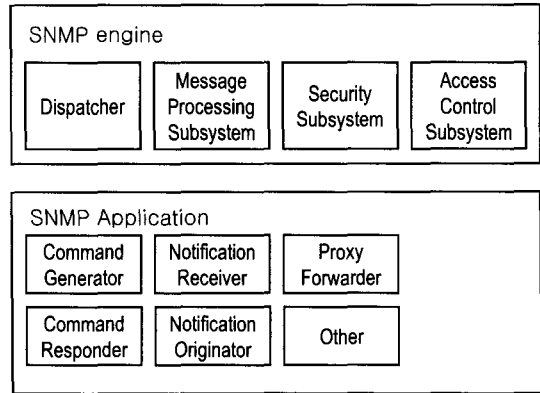 SNMP engine
Dispatcher
Message
Processing
Subsystem
Security
Subsystem
Access
Control
Subsystem
SNMP Application
Command
Generator
Notification
Receiver
Proxy
Forwarder
Command
Responder
Notification
Originator
Other